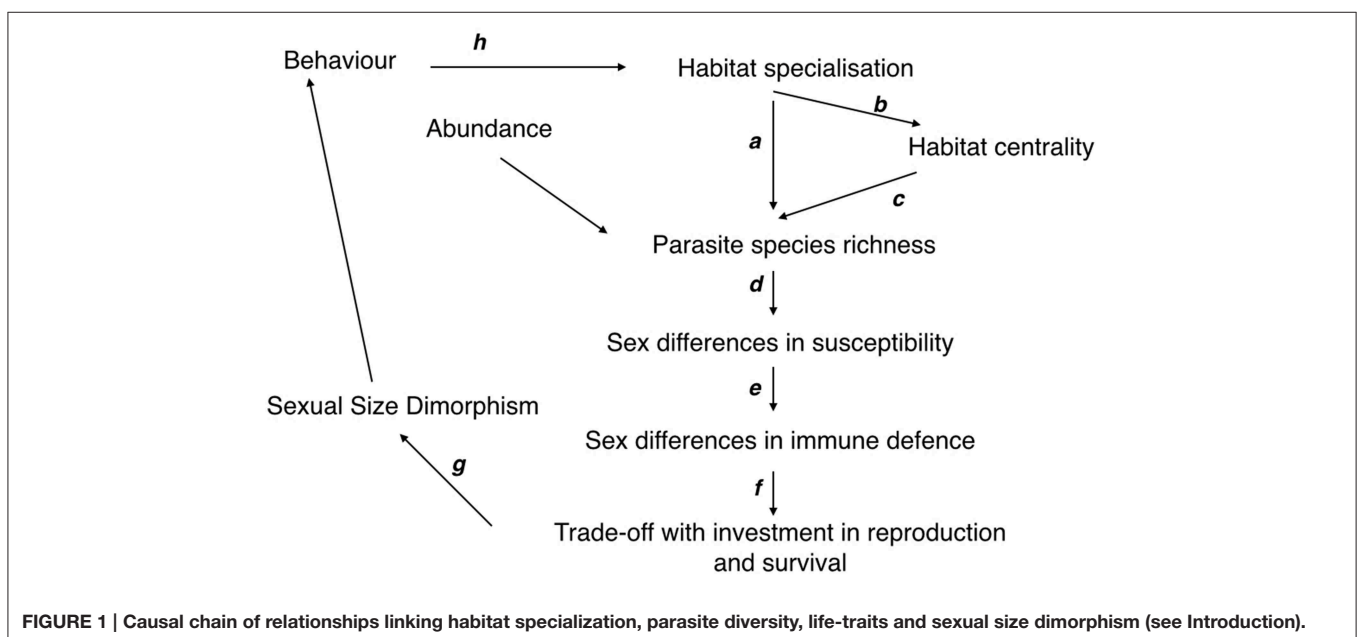 Behaviour
h
Habitat specialisation
b
Abundance
a
Habitat centrality
c
Parasite species richness
d
Sex differences in susceptibility
e
Sexual Size Dimorphism
Sex differences in immune defence
g
f
Trade-off with investment in reproduction
and survival
FIGURE 1 | Causal chain of relationships linking habitat specialization, parasite diversity, life-traits and sexual size dimorphism (see Introduction).